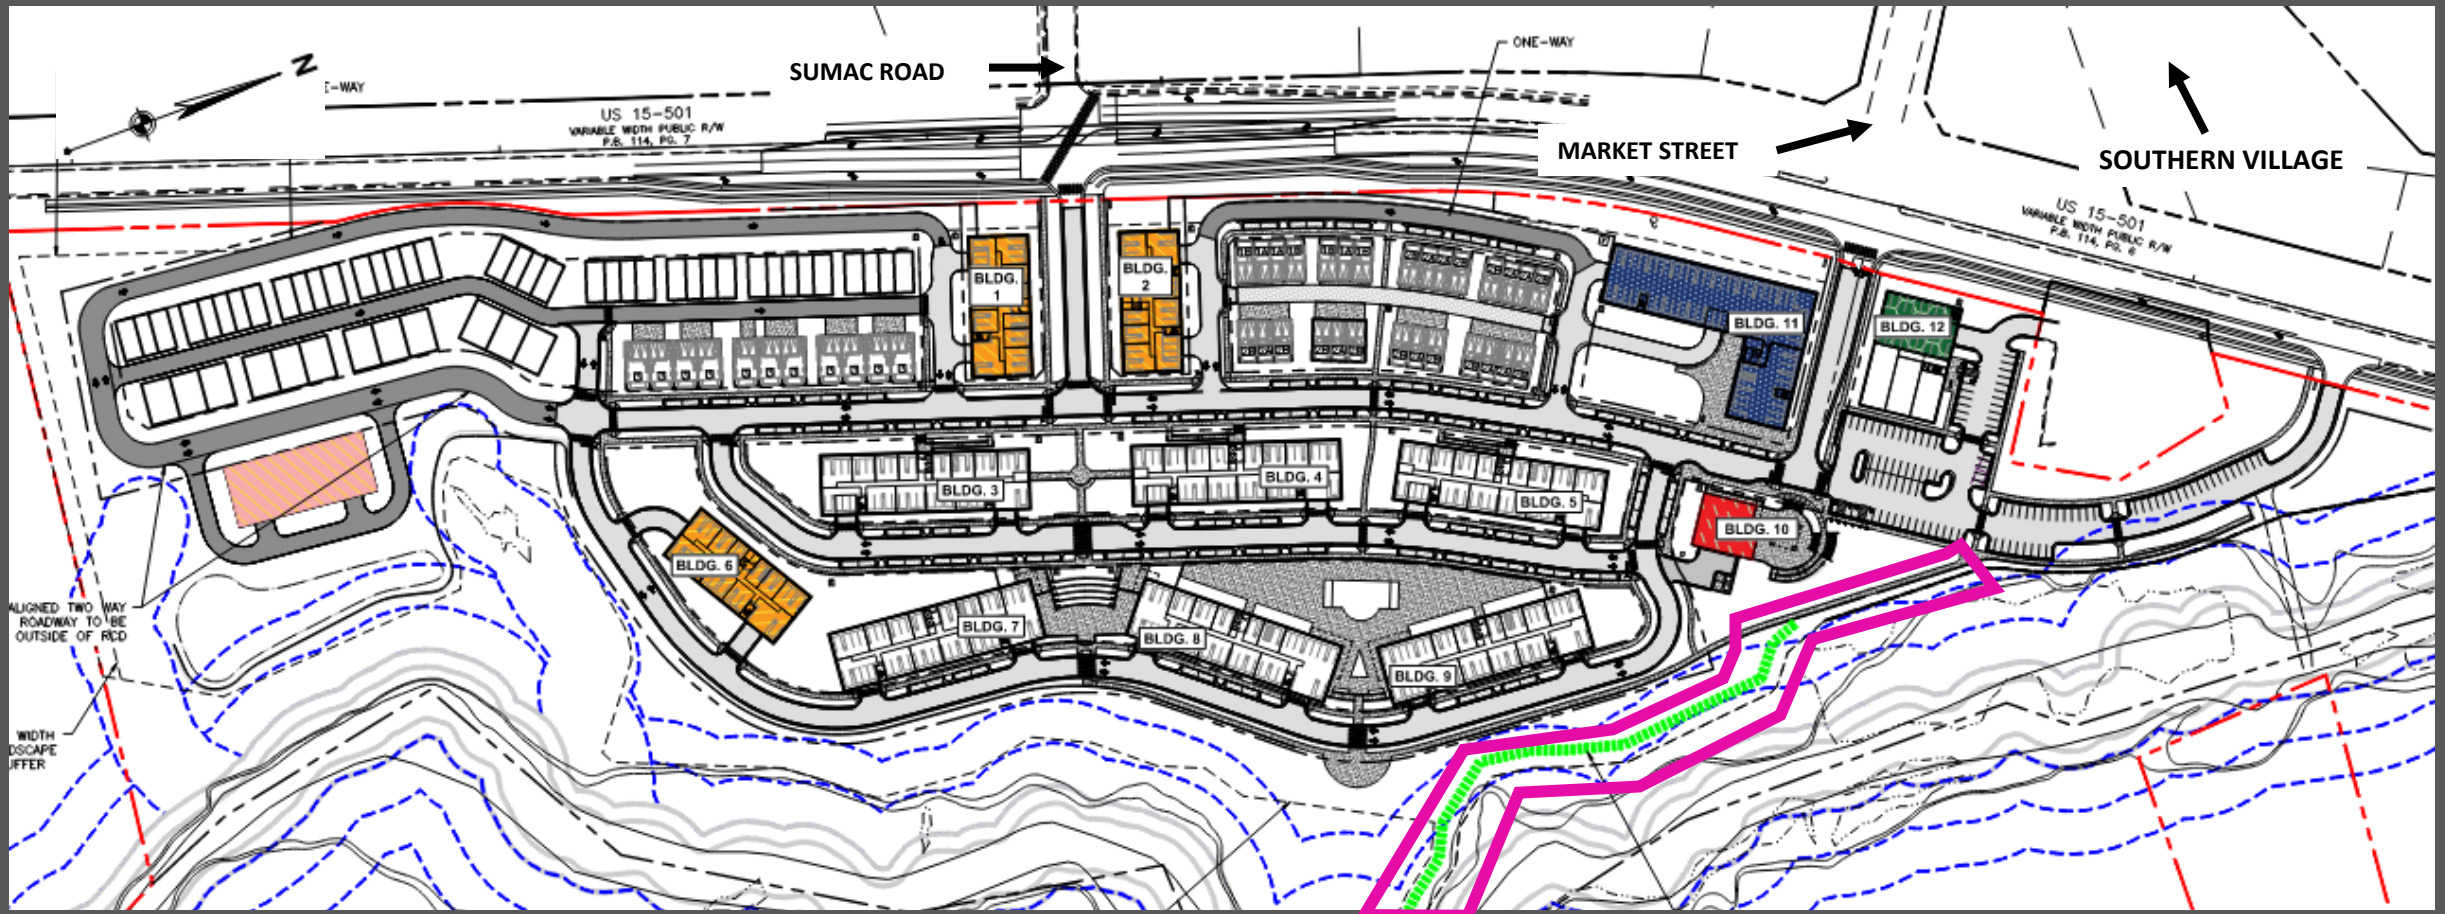 N
E-WAY
SUMAC ROAD
ONE-WAY
US 15-501
VARIABLE WIDTH PUBLIC R/W
P.B. 114, PG. 7
MARKET STREET
SOUTHERN VILLAGE
US 15-501
VARIABLE WIDTH PUBLIC R/W
P.B. 114, PG. 6
BLDG.
1
BLDG.
2
BLDG. 11
BLDG. 12
BLDG. 3
BLDG. 4
BLDG. 5
BLDG. 10
BLDG. 6
BLDG. 7
BLDG. 8
BLDG. 9
ALIGNED TWO WAY
ROADWAY TO BE
OUTSIDE OF RCD
WIDTH
DSCAPE
UFFER